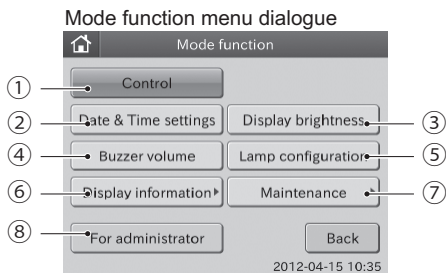 Mode function menu dialogue
Mode function
① Control
② Date & Time settings Display brightness ③
④ Buzzer volume Lamp configuration ⑤
⑥ Display information Maintenance ⑦
⑧ For administrator Back
2012-04-15 10:35